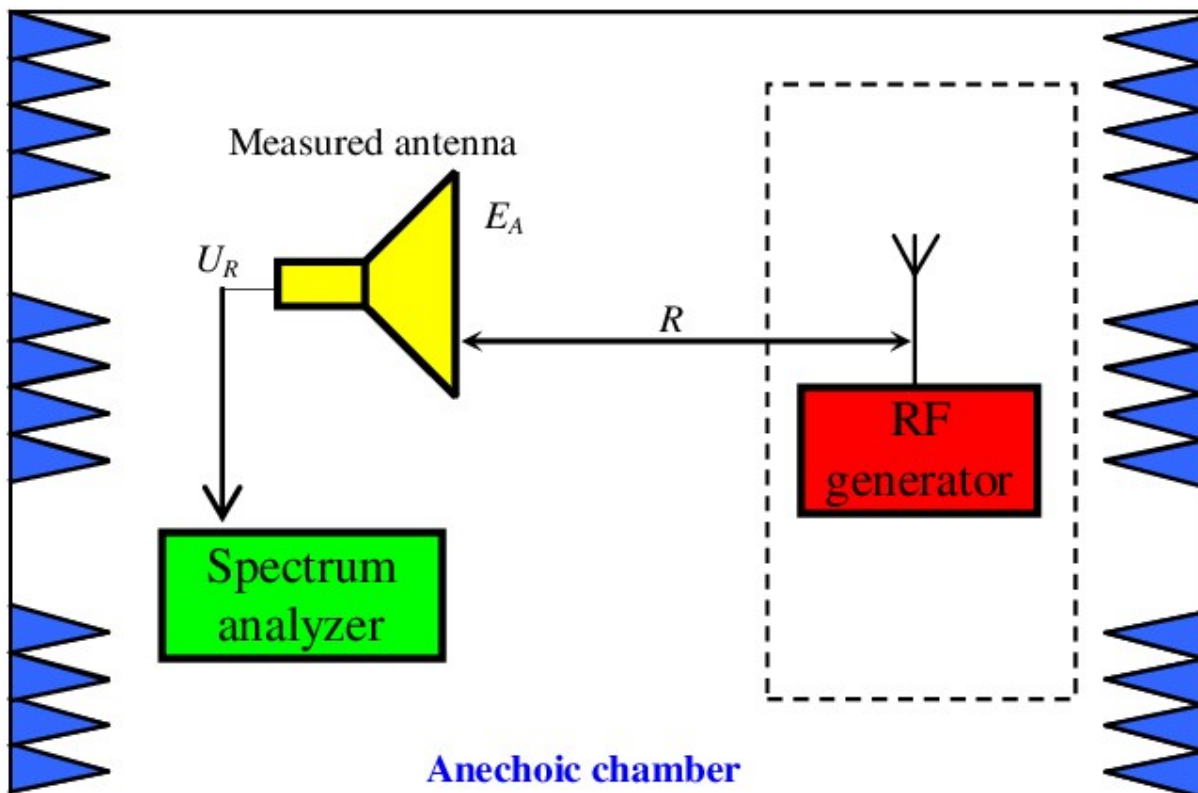 Measured antenna
E_A
U_R
R
RF
generator
Spectrum
analyzer
Anechoic chamber